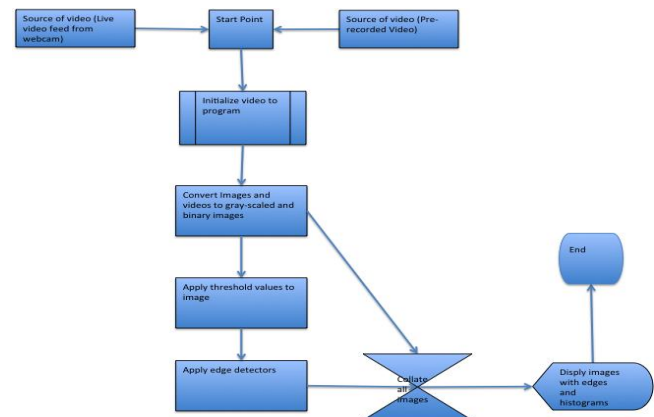 Source of video (Live
video feed from
webcam)
Start Point
Source of video (Pre-
recorded Video)
Initialize video to
program
Convert Images and
videos to gray-scaled and
binary images
Apply threshold values to
image
Apply edge detectors
Collate
all
images
Disply images
with edges
and
histograms
End